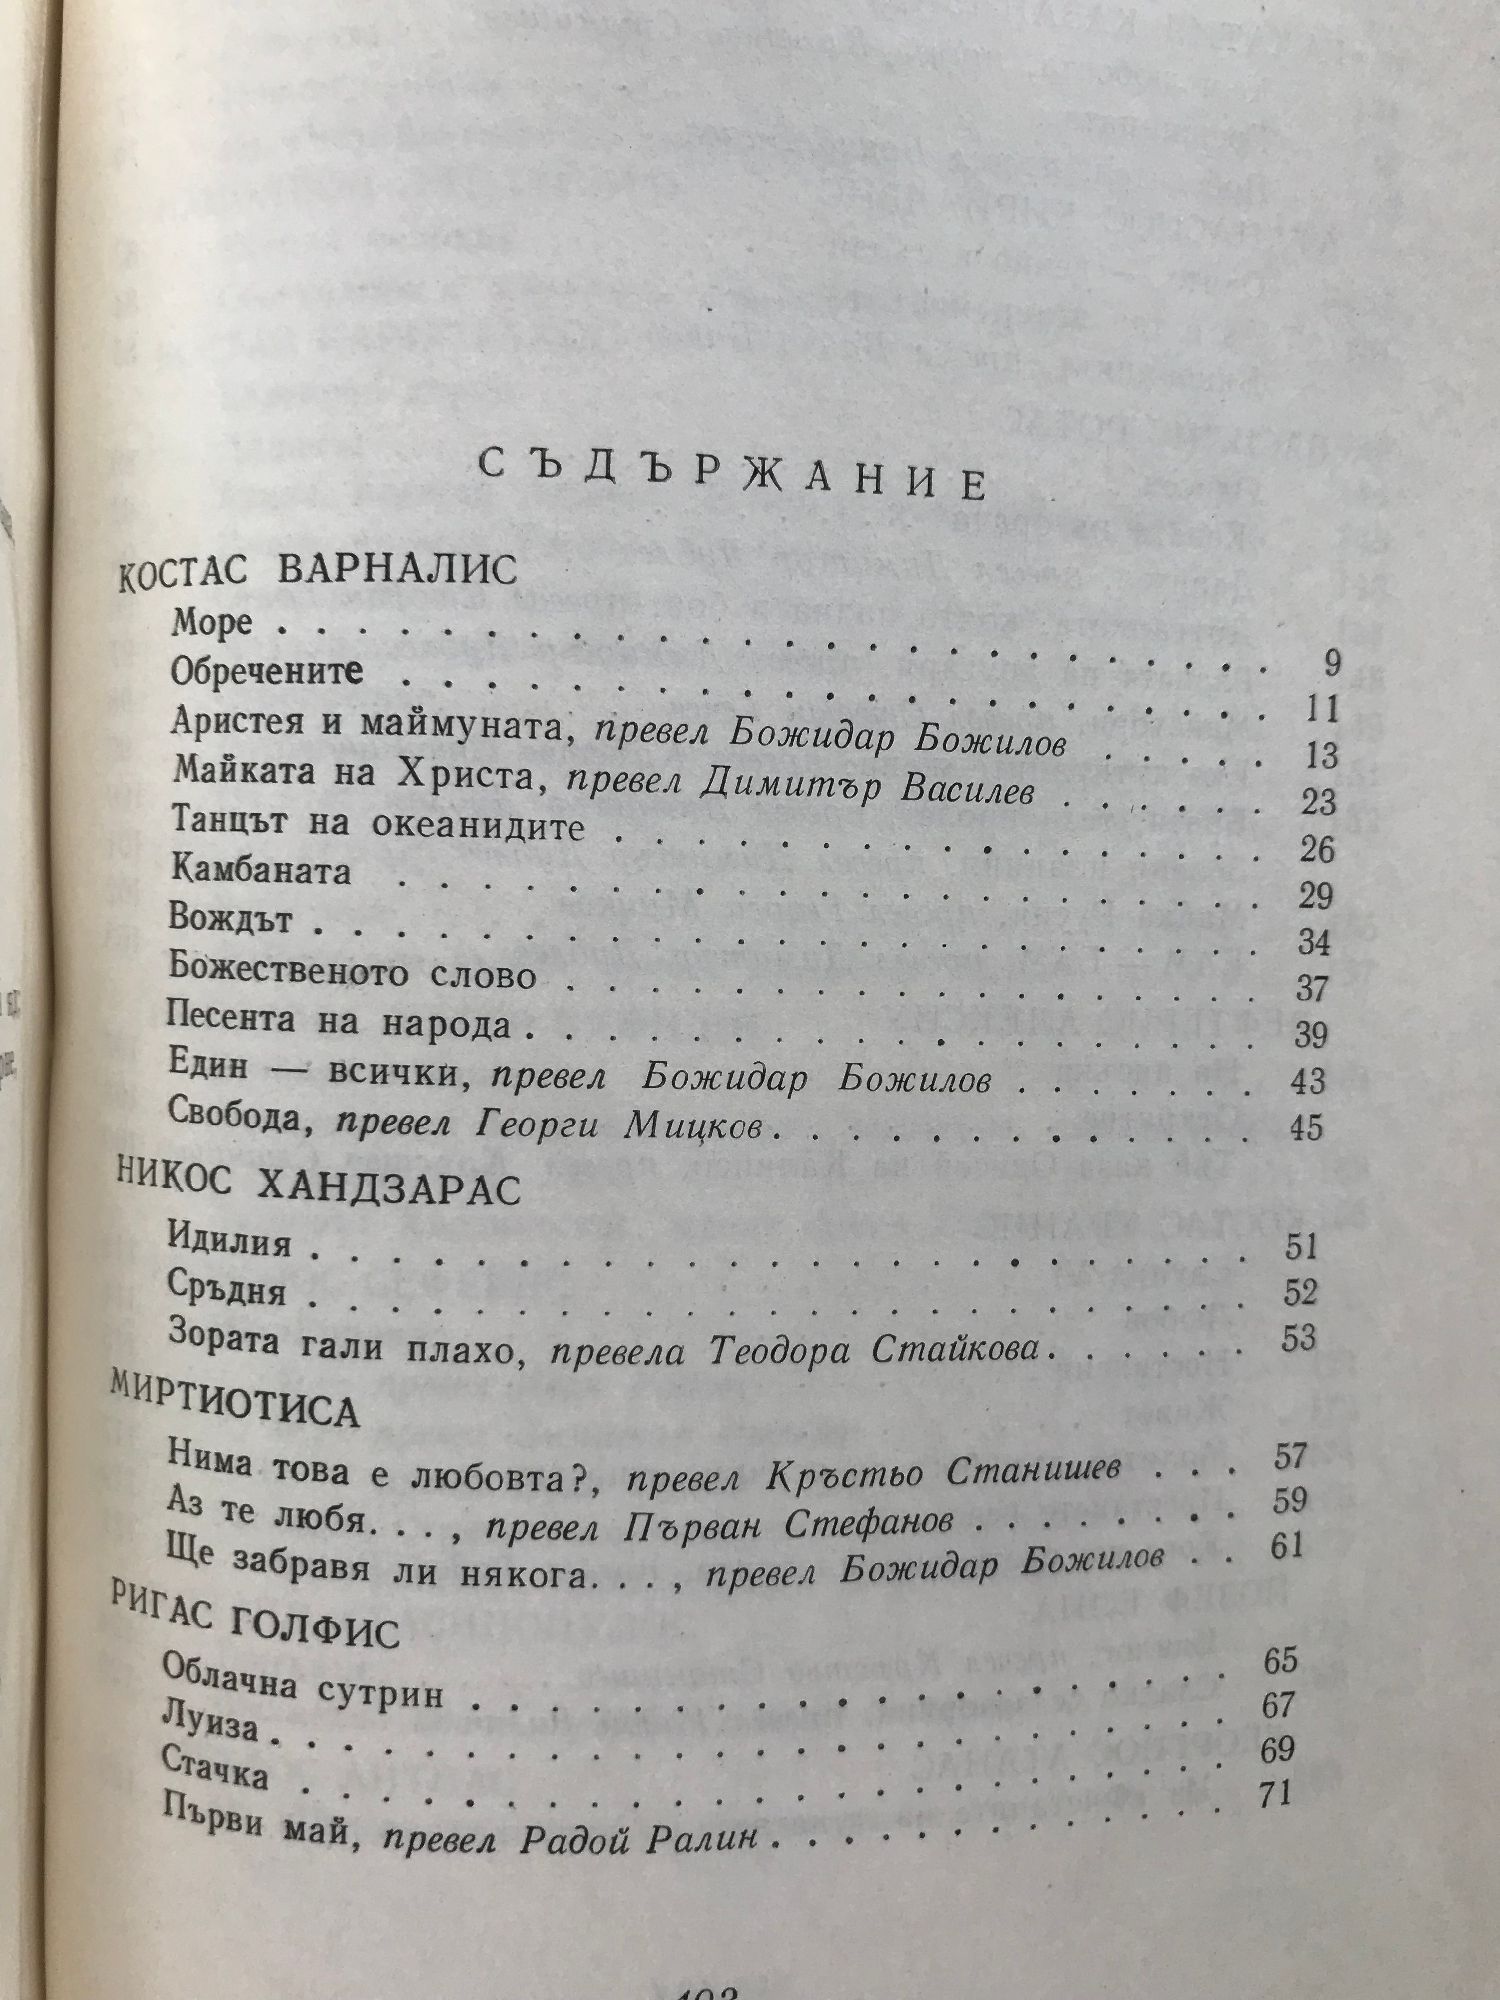 СЪДЪРЖАНИЕ
КОСТАС ВАРНАЛИС
Море . . . . . . . . . . . . . . . . . . . . . . . . 9
Обречените . . . . . . . . . . . . . . . . . . . . . 11
Аристея и маймуната, превел Божидар Божилов . . . . . 13
Майката на Христа, превел Димитър Василев . . . . . . 23
Танцът на океанидите . . . . . . . . . . . . . . . . 26
Камбаната . . . . . . . . . . . . . . . . . . . . . 29
Вождът . . . . . . . . . . . . . . . . . . . . . . . 34
Божественото слово . . . . . . . . . . . . . . . . . 37
Песента на народа . . . . . . . . . . . . . . . . . . 39
Един — всички, превел Божидар Божилов . . . . . . . 43
Свобода, превел Георги Мицков . . . . . . . . . . . . 45
НИКОС ХАНДЗАРАС
Идилия . . . . . . . . . . . . . . . . . . . . . . . 51
Сръдня . . . . . . . . . . . . . . . . . . . . . . . 52
Зората гали плахо, превела Теодора Стайкова . . . . . . 53
МИРТИОТИСА
Нима това е любовта?, превел Кръстьо Станишев . . . 57
Аз те любя. . ., превел Първан Стефанов . . . . . . . . 59
Ще забравя ли някога. . ., превел Божидар Божилов . . 61
РИГАС ГОЛФИС
Облачна сутрин . . . . . . . . . . . . . . . . . . . 65
Луиза . . . . . . . . . . . . . . . . . . . . . . . . 67
Стачка . . . . . . . . . . . . . . . . . . . . . . . 69
Първи май, превел Радой Ралин . . . . . . . . . . . . 71